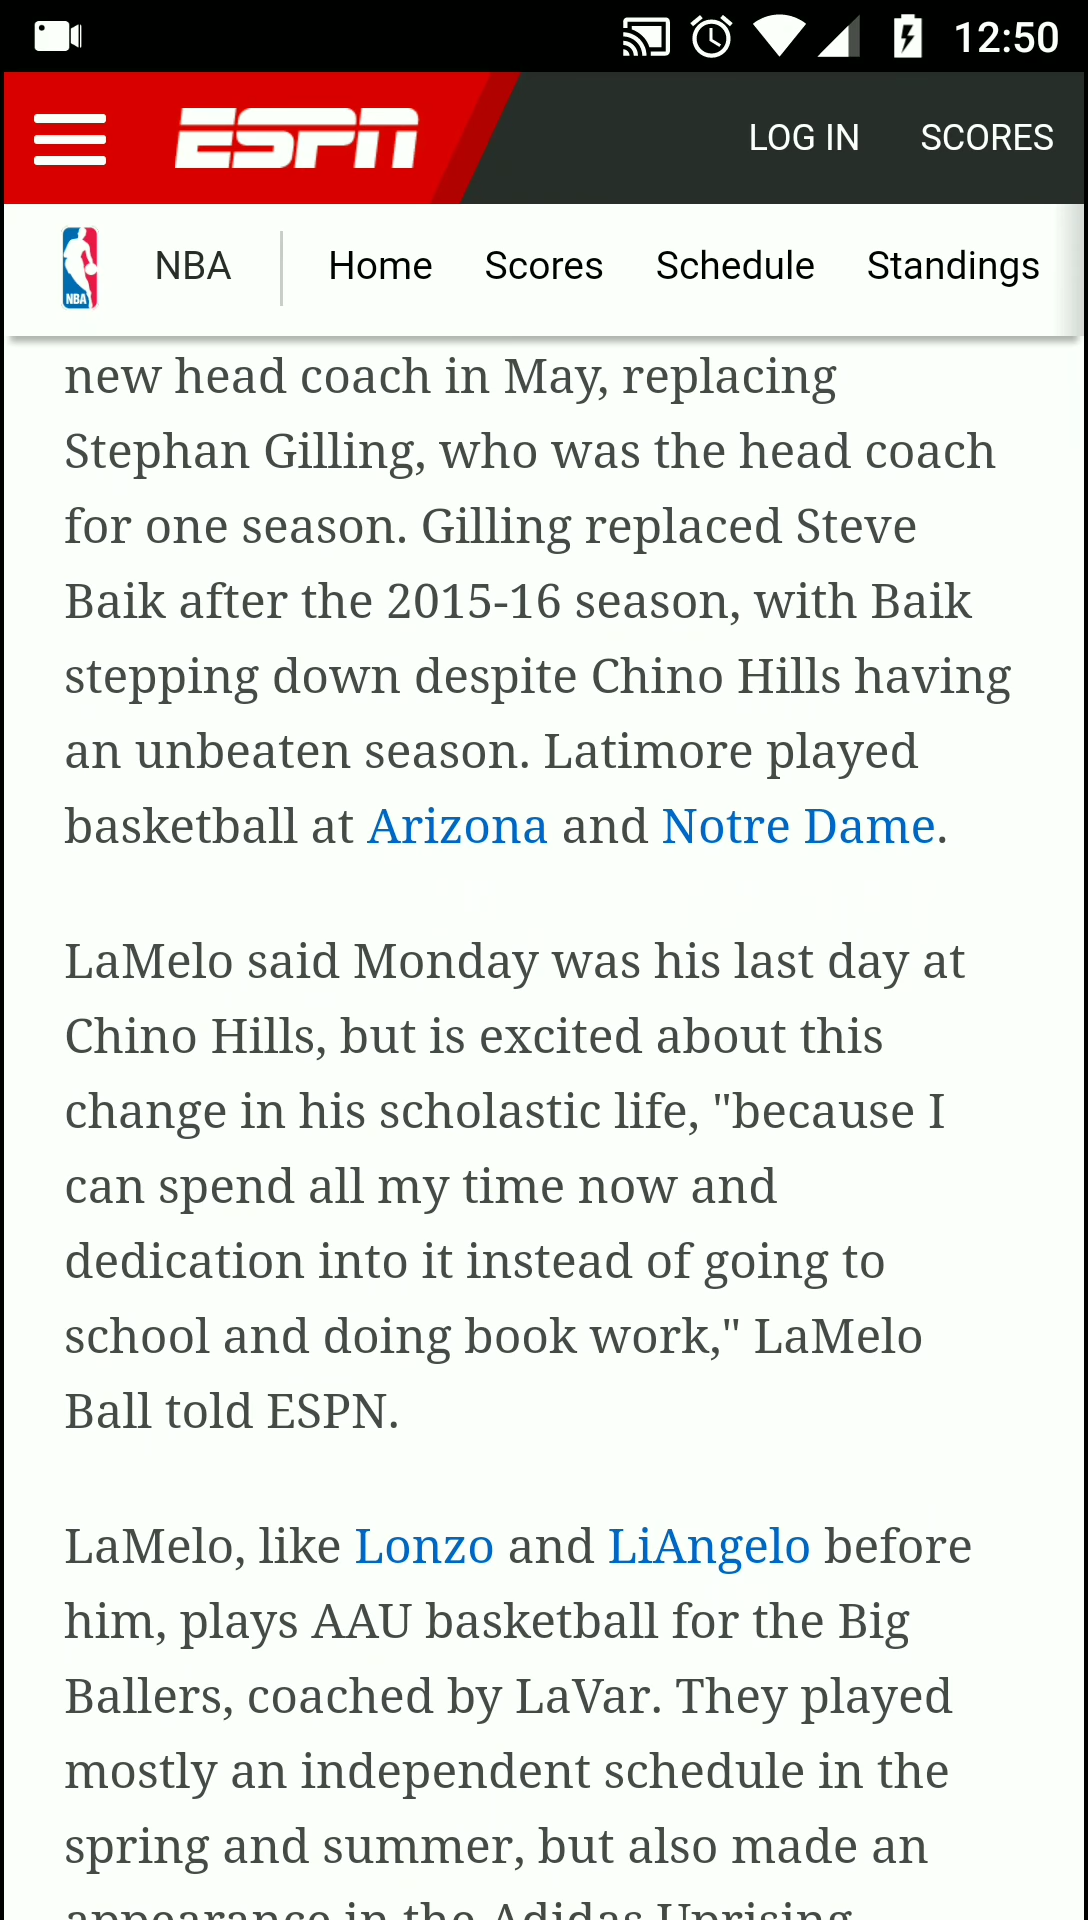 12:50
ESPN
LOG IN
SCORES
NBA
NBA
Home
Scores
Schedule
Standings
new head coach in May, replacing
Stephan Gilling, who was the head coach
for one season. Gilling replaced Steve
Baik after the 2015-16 season, with Baik
stepping down despite Chino Hills having
an unbeaten season. Latimore played
basketball at Arizona and Notre Dame.
LaMelo said Monday was his last day at
Chino Hills, but is excited about this
change in his scholastic life, "because I
can spend all my time now and
dedication into it instead of going to
school and doing book work," LaMelo
Ball told ESPN.
LaMelo, like Lonzo and LiAngelo before
him, plays AAU basketball for the Big
Ballers, coached by LaVar. They played
mostly an independent schedule in the
spring and summer, but also made an
appearance in the Adidas Uprising